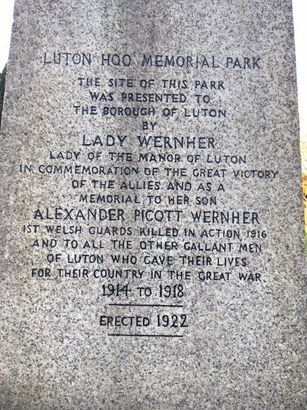 LUTON HOO MEMORIAL PARK
THE SITE OF THIS PARK
WAS PRESENTED TO
THE BOROUGH OF LUTON
BY
LADY WERNHER
LADY OF THE MANOR OF LUTON
IN COMMEMORATION OF THE GREAT VICTORY
OF THE ALLIES AND AS A
MEMORIAL TO HER SON
ALEXANDER PICOTT WERNHER
1ST WELSH GUARDS KILLED IN ACTION 1916
AND TO ALL THE OTHER GALLANT MEN
OF LUTON WHO GAVE THEIR LIVES
FOR THEIR COUNTRY IN THE GREAT WAR.
1914 TO 1918
ERECTED 1922